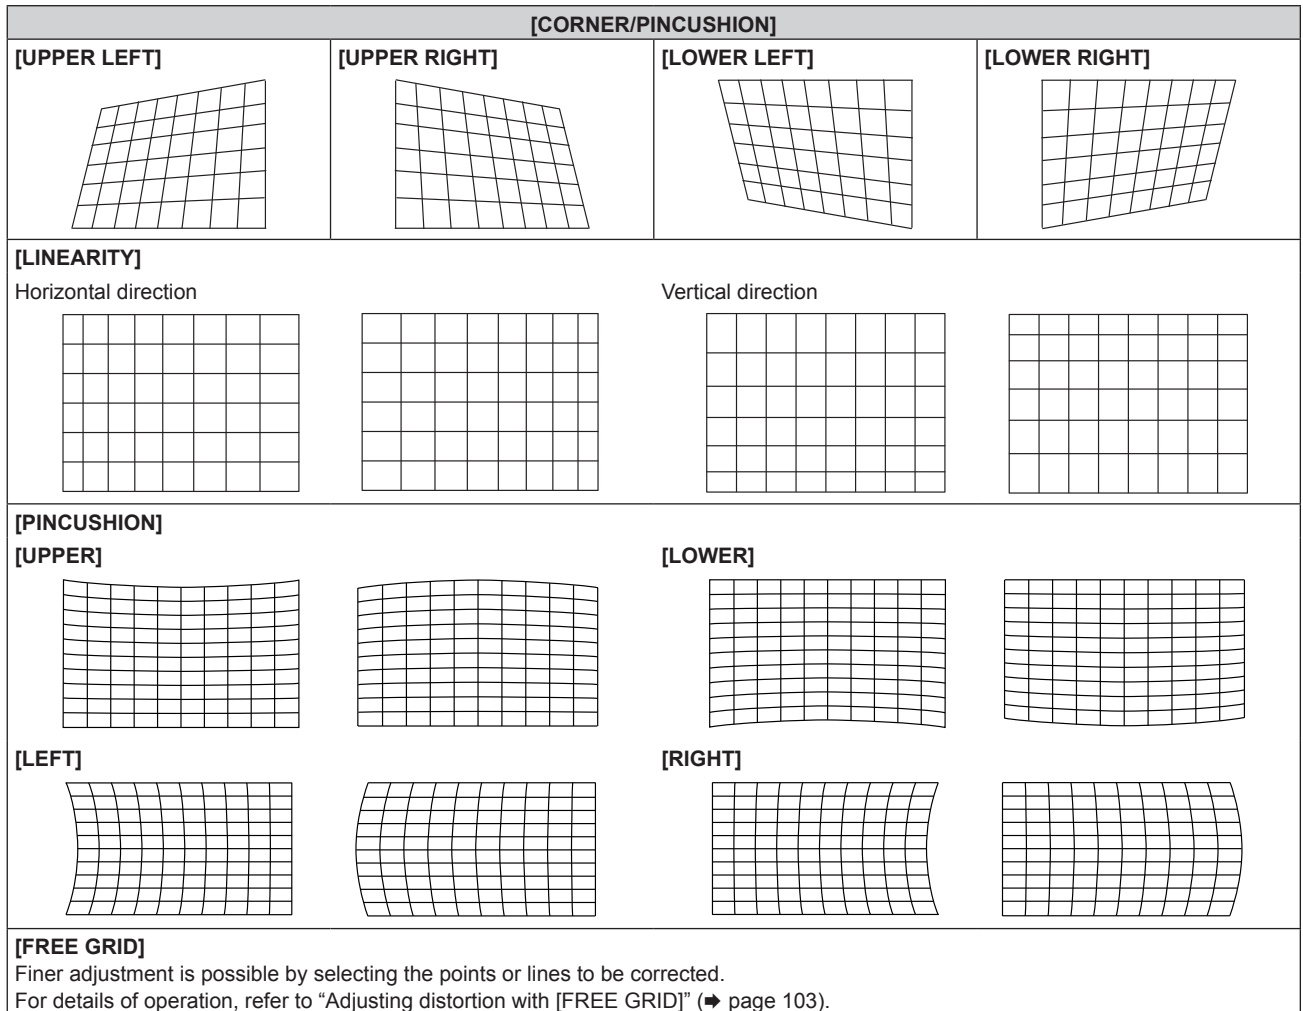 [CORNER/PINCUSHION]
[UPPER LEFT]
[UPPER RIGHT]
[LOWER LEFT]
[LOWER RIGHT]
[LINEARITY]
Horizontal direction
Vertical direction
[PINCUSHION]
[UPPER]
[LOWER]
[LEFT]
[RIGHT]
[FREE GRID]
Finer adjustment is possible by selecting the points or lines to be corrected.
For details of operation, refer to “Adjusting distortion with [FREE GRID]” (➡ page 103).